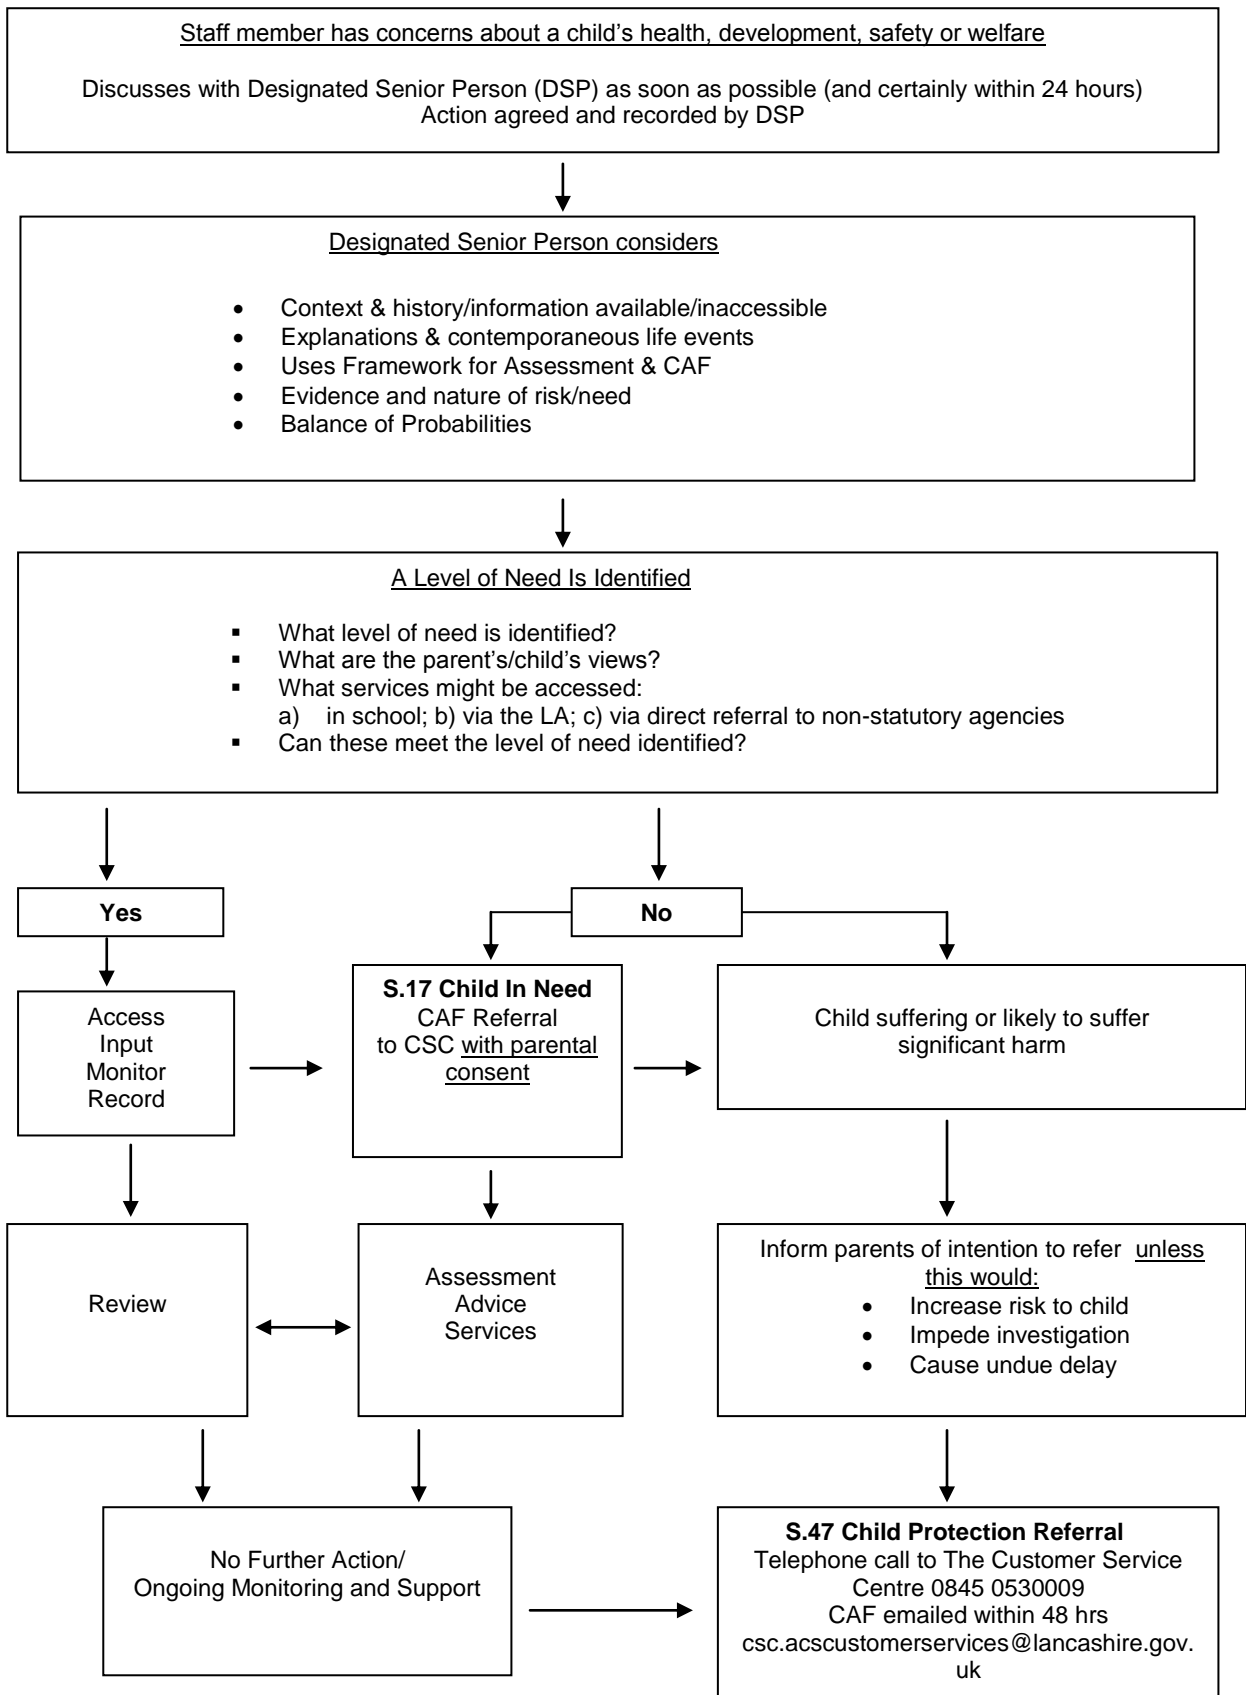 Staff member has concerns about a child's health, development, safety or welfare
Discusses with Designated Senior Person (DSP) as soon as possible (and certainly within 24 hours)
Action agreed and recorded by DSP
Designated Senior Person considers
• Context & history/information available/inaccessible
• Explanations & contemporaneous life events
• Uses Framework for Assessment & CAF
• Evidence and nature of risk/need
• Balance of Probabilities
A Level of Need Is Identified
▪ What level of need is identified?
▪ What are the parent's/child's views?
▪ What services might be accessed:
a) in school; b) via the LA; c) via direct referral to non-statutory agencies
▪ Can these meet the level of need identified?
Yes
No
Access
Input
Monitor
Record
S.17 Child In Need
CAF Referral
to CSC with parental
consent
Child suffering or likely to suffer
significant harm
Review
Assessment
Advice
Services
Inform parents of intention to refer unless
this would:
• Increase risk to child
• Impede investigation
• Cause undue delay
No Further Action/
Ongoing Monitoring and Support
S.47 Child Protection Referral
Telephone call to The Customer Service
Centre 0845 0530009
CAF emailed within 48 hrs
csc.acscustomerservices@lancashire.gov.
uk